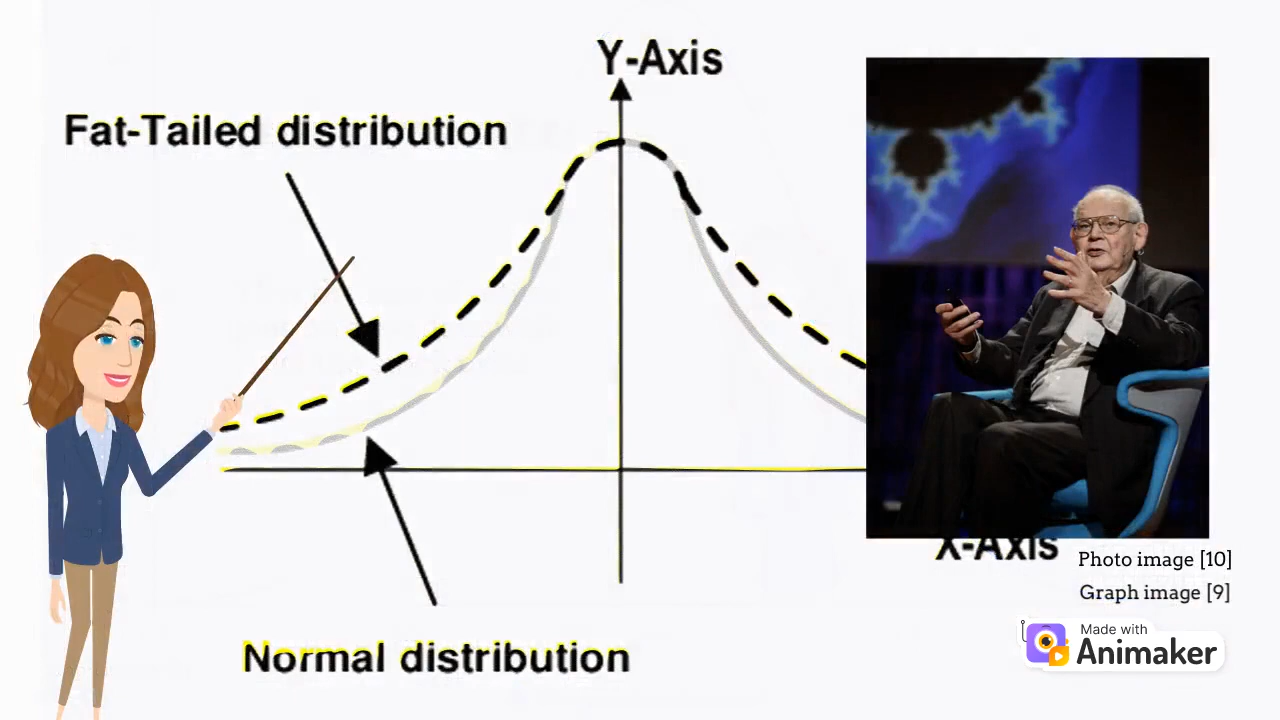 Y-Axis
Fat-Tailed distribution
X-Axis
Photo image [10]
Graph image [9]
Normal distribution
Made with
Animaker